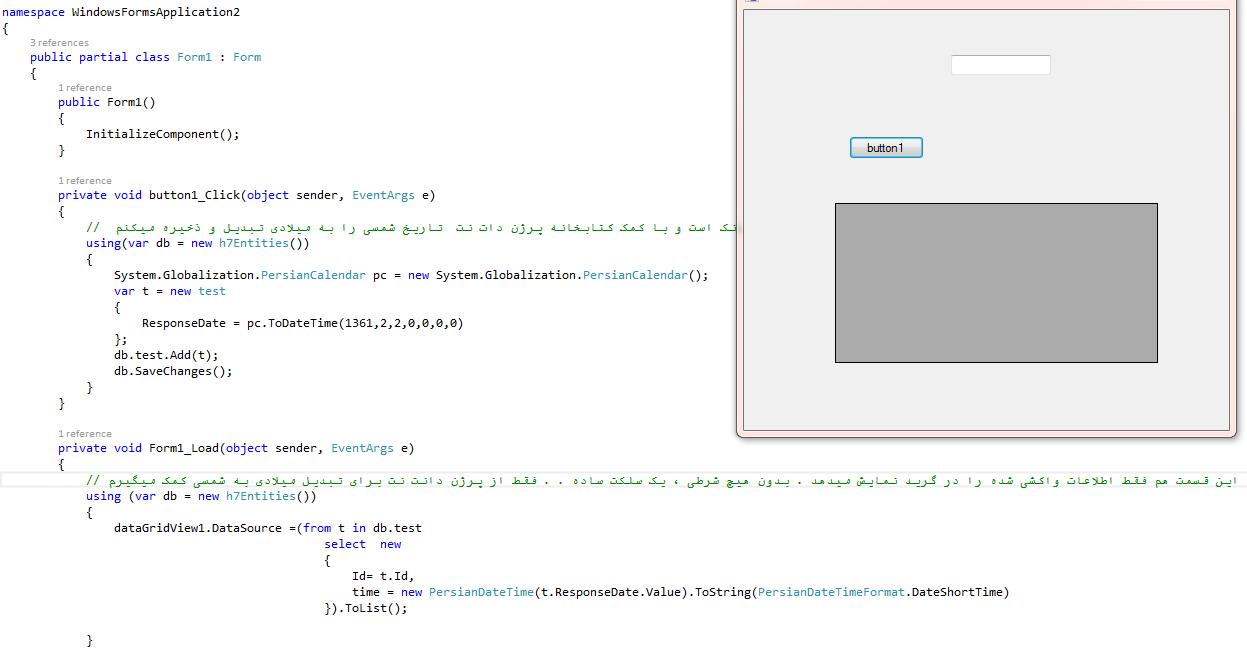 namespace WindowsFormsApplication2
{
3 references
public partial class Form1 : Form
{
1 reference
public Form1()
{
InitializeComponent();
}
1 reference
private void button1_Click(object sender, EventArgs e)
{
// نک است و با کمک کتابخانه پرژن دات نت تاریخ شمسی را به میلادی تبدیل و ذخیره میکنم
using(var db = new h7Entities())
{
System.Globalization.PersianCalendar pc = new System.Globalization.PersianCalendar();
var t = new test
{
ResponseDate = pc.ToDateTime(1361,2,2,0,0,0,0)
};
db.test.Add(t);
db.SaveChanges();
}
}
1 reference
private void Form1_Load(object sender, EventArgs e)
{
// این قسمت هم فقط اطلاعات واکشی شده را در گرید نمایش میدهد . بدون هیچ شرطی ، یک سلکت ساده . . فقط از پرژن دانت نت برای تبدیل میلادی به شمسی کمک میگیرم
using (var db = new h7Entities())
{
dataGridView1.DataSource =(from t in db.test
select new
{
Id= t.Id,
time = new PersianDateTime(t.ResponseDate.Value).ToString(PersianDateTimeFormat.DateShortTime)
}).ToList();
}
button1